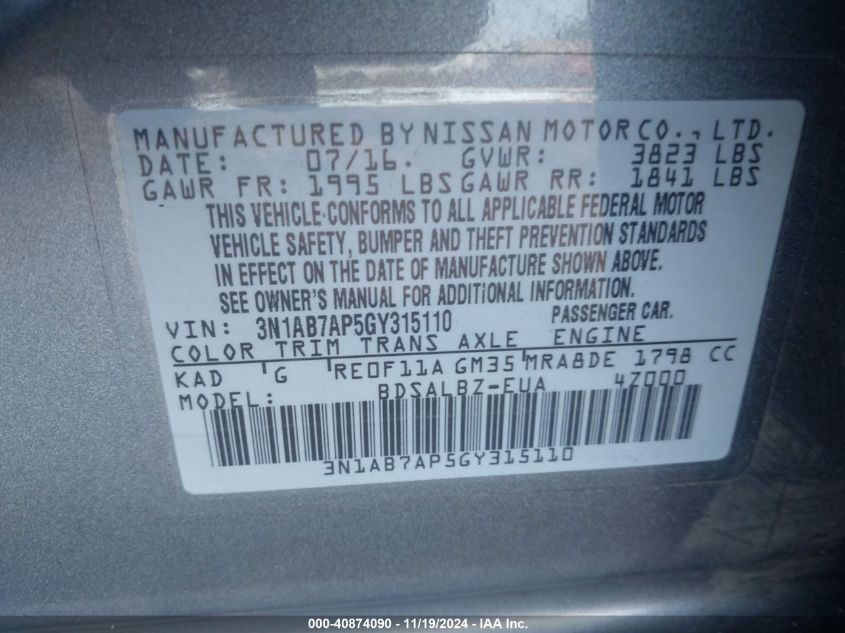 MANUFACTURED BY NISSAN MOTOR CO., LTD.
DATE: 07/16. GVWR: 3823 LBS
GAWR FR: 1995 LBS GAWR RR: 1841 LBS
THIS VEHICLE CONFORMS TO ALL APPLICABLE FEDERAL MOTOR
VEHICLE SAFETY, BUMPER AND THEFT PREVENTION STANDARDS
IN EFFECT ON THE DATE OF MANUFACTURE SHOWN ABOVE.
SEE OWNER'S MANUAL FOR ADDITIONAL INFORMATION.
VIN: 3N1AB7AP5GY315110 PASSENGER CAR.
COLOR TRIM TRANS AXLE ENGINE
KAD G RE0F11A GM35 MRA8DE 1798 CC
MODEL: BDSALBZ-EUA 4Z000
3N1AB7AP5GY315110
000-40874090 - 11/19/2024 - IAA Inc.